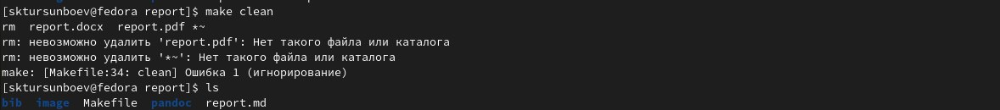 [sktursunboev@fedora report]$ make clean
rm  report.docx  report.pdf *~
rm: невозможно удалить 'report.pdf': Нет такого файла или каталога
rm: невозможно удалить '*~': Нет такого файла или каталога
make: [Makefile:34: clean] Ошибка 1 (игнорирование)
[sktursunboev@fedora report]$ ls
bib  image  Makefile  pandoc  report.md